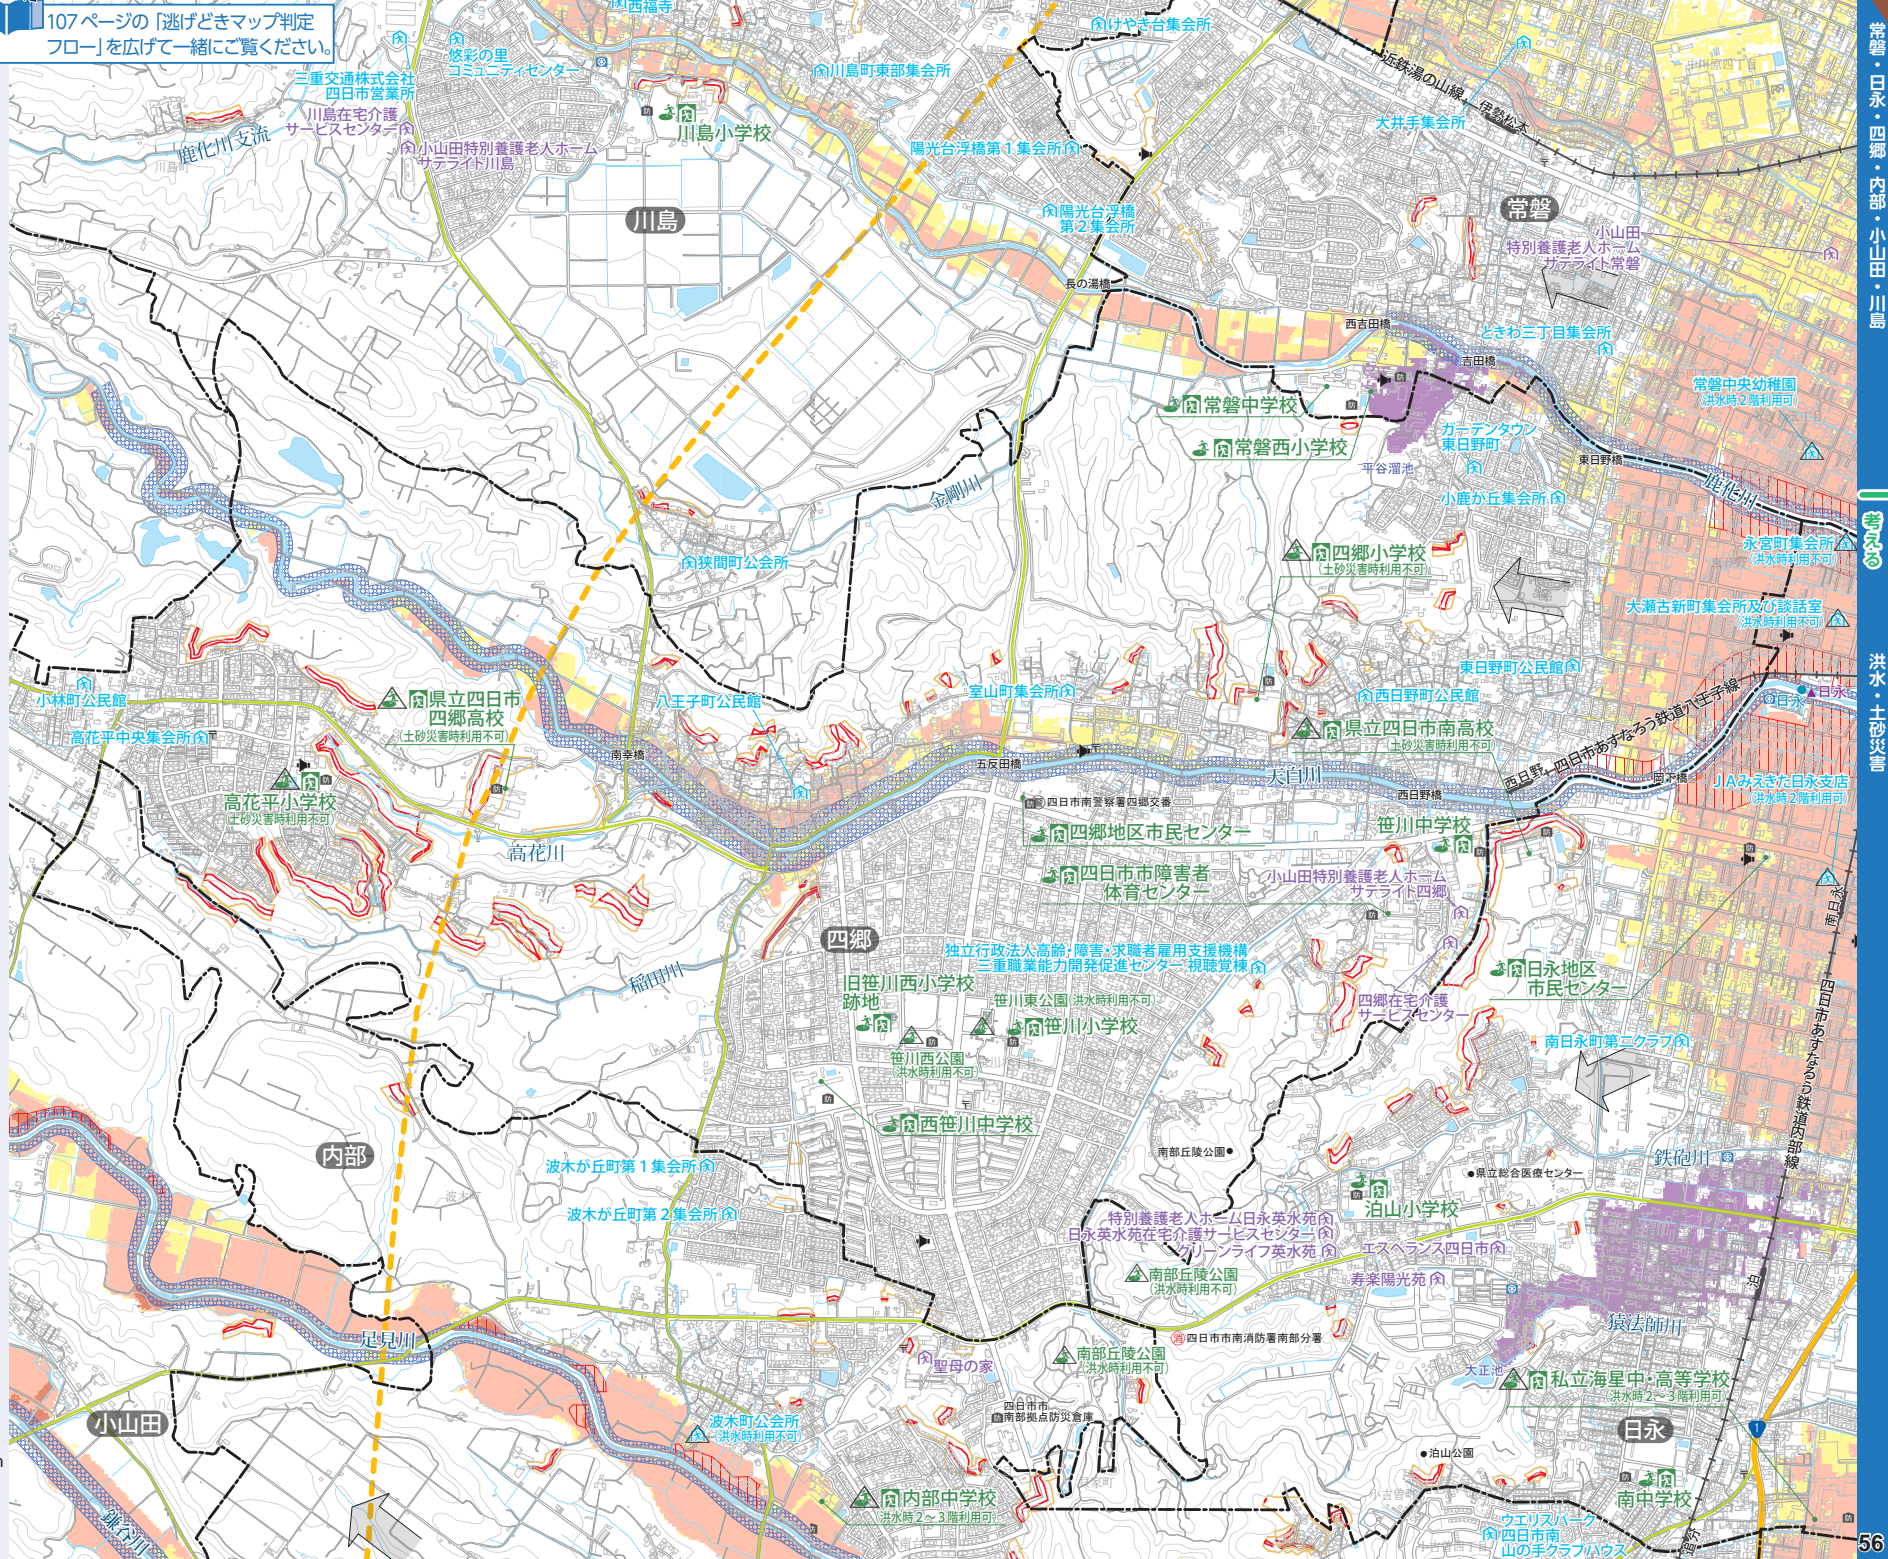 107ページの「逃げどきマップ判定
フロー」を広げて一緒にご覧ください。
西福寺
けやき台集会所
悠彩の里
コミュニティセンター
三重交通株式会社
四日市営業所
川島町東部集会所
近鉄湯の山線
伊勢松本
大井手集会所
川島在宅介護
サービスセンター
川島小学校
鹿化川支流
川島町
小山田特別養護老人ホーム
サテライト川島
陽光台浮橋第1集会所
陽光台浮橋
第2集会所
川島
常磐
小山田
特別養護老人ホーム
サテライト常磐
長の湯橋
西吉田橋
ときわ三丁目集会所
吉田橋
常磐中央幼稚園
(洪水時2階利用可)
常磐中学校
常磐西小学校
ガーデンタウン
東日野町
平谷溜池
東日野橋
小鹿が丘集会所
鹿化川
金剛川
永宮町集会所
(洪水時利用不可)
狭間町公会所
四郷小学校
(土砂災害時利用不可)
大瀬古新町集会所及び談話室
(洪水時利用不可)
東日野町公民館
室山町集会所
西日野町公民館
小林町公民館
県立四日市
四郷高校
(土砂災害時利用不可)
八王子町公民館
日永
日永
高花平中央集会所
県立四日市南高校
(土砂災害時利用不可)
四日市あすなろう鉄道八王子線
西日野
南幸橋
五反田橋
天白川
岡下橋
西日野橋
JAみえきた日永支店
(洪水時2階利用可)
高花平小学校
(土砂災害時利用不可)
四日市南警察署四郷交番
四郷地区市民センター
笹川中学校
高花川
四日市市障害者
体育センター
小山田特別養護老人ホーム
サテライト四郷
南日永
四郷
独立行政法人高齢・障害・求職者雇用支援機構
三重職業能力開発促進センター 視聴覚棟
稲田川
旧笹川西小学校
跡地
笹川東公園(洪水時利用不可)
笹川小学校
四郷在宅介護
サービスセンター
日永地区
市民センター
笹川西公園
(洪水時利用不可)
南日永町第二クラブ
四日市あすなろう鉄道内部線
西笹川中学校
内部
波木が丘町第1集会所
南部丘陵公園
鉄砲川
県立総合医療センター
波木町
波木が丘町第2集会所
泊山小学校
特別養護老人ホーム日永英水苑
日永英水苑在宅介護サービスセンター
グリーンライフ英水苑
エスペランス四日市
南部丘陵公園
(洪水時利用不可)
寿楽陽光苑
泊
足見川
猿法師川
四日市市南消防署南部分署
聖母の家
南部丘陵公園
(洪水時利用不可)
大正池
私立海星中・高等学校
(洪水時2～3階利用可)
小山田
波木町公会所
(洪水時利用不可)
四日市市
南部拠点防災倉庫
日永
1
泊山公園
鎌谷川
内部中学校
(洪水時2～3階利用可)
南中学校
追分
ウエリスパーク
四日市南
山の手クラブハウス
常磐・日永・四郷・内部・小山田・川島
考える
洪水・土砂災害
56